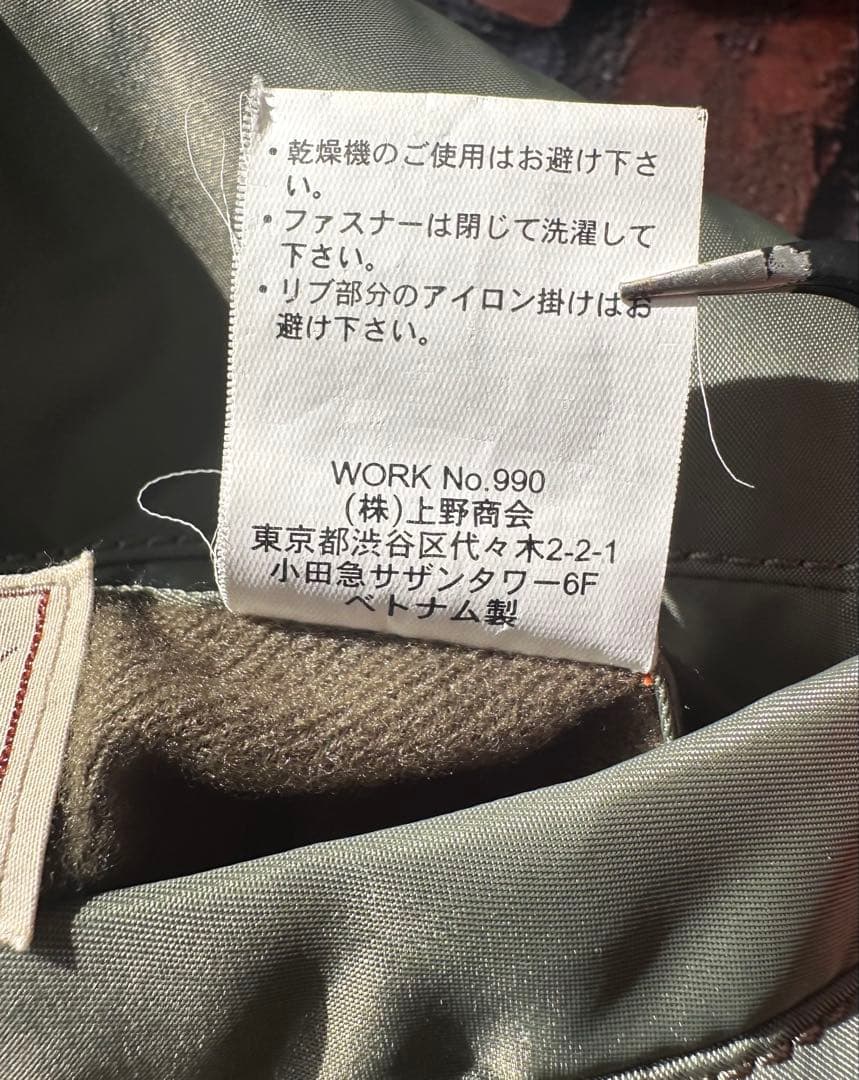 ・乾燥機のご使用はお避け下さ
い。
・ファスナーは閉じて洗濯して
下さい。
・リブ部分のアイロン掛けはお
避け下さい。
WORK No.990
(株)上野商会
東京都渋谷区代々木2-2-1
小田急サザンタワー6F
ベトナム製